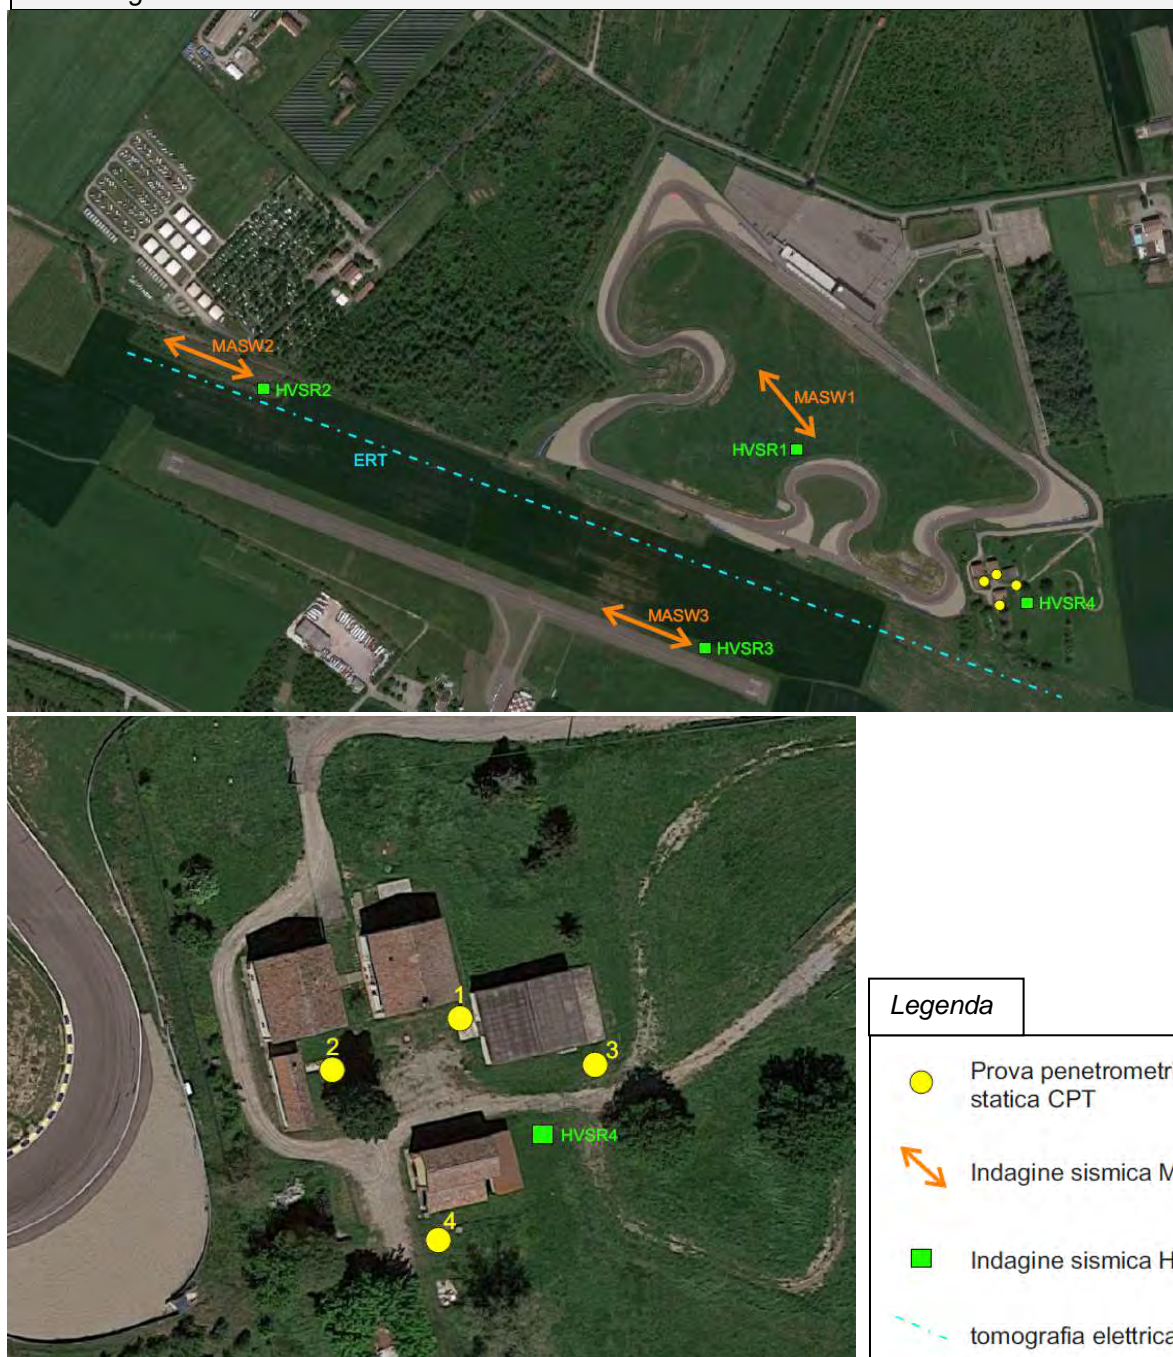 MASW2
HVSR2
MASW1
HVSR1
ERT
MASW3
HVSR3
HVSR4
1
2
3
HVSR4
4
Legenda
Prova penetrometri
statica CPT
Indagine sismica M
Indagine sismica H
tomografia elettrica